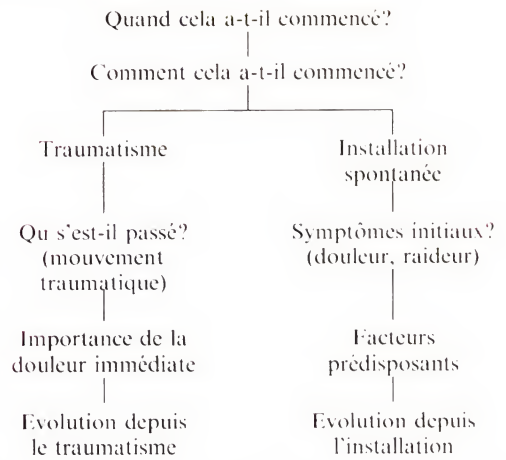 Quand cela a-t-il commencé?
Comment cela a-t-il commencé?
Traumatisme
Qu s'est-il passé?
(mouvement
traumatique)
Importance de la
douleur immédiate
Evolution depuis
le traumatisme
Installation
spontanée
Symptômes initiaux?
(douleur, raideur)
Facteurs
prédisposants
Evolution depuis
l'installation